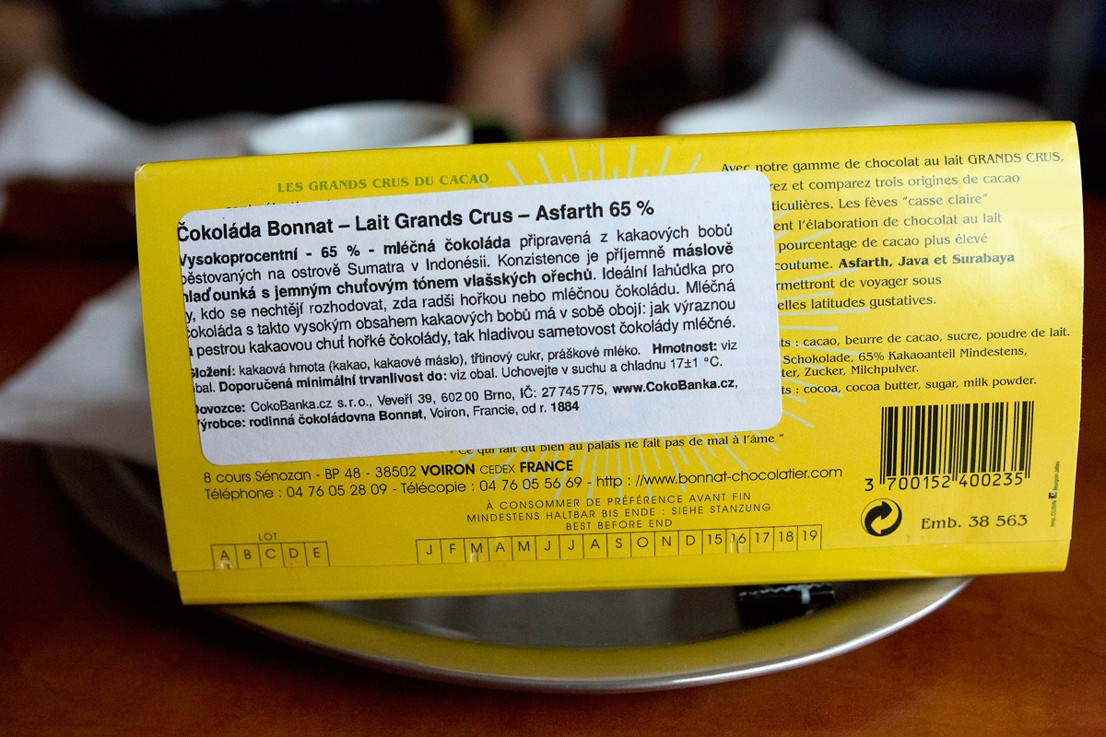 LES GRANDS CRUS DU CACAO
Čokoláda Bonnat – Lait Grands Crus – Asfarth 65 %
Vysokoprocentní - 65 % - mléčná čokoláda připravená z kakaových bobů
pěstovaných na ostrově Sumatra v Indonésii. Konzistence je příjemně máslově
hlaďounká s jemným chuťovým tónem vlašských ořechů. Ideální lahůdka pro
ty, kdo se nechtějí rozhodovat, zda radši hořkou nebo mléčnou čokoládu. Mléčná
čokoláda s takto vysokým obsahem kakaových bobů má v sobě obojí: jak výraznou
a pestrou kakaovou chuť hořké čokolády, tak hladivou sametovost čokolády mléčné.
Složení: kakaová hmota (kakao, kakaové máslo), třtinový cukr, práškové mléko. Hmotnost: viz
obal. Doporučená minimální trvanlivost do: viz obal. Uchovejte v suchu a chladnu 17±1 °C.
Dovozce: CokoBanka.cz s.r.o., Veveří 39, 602 00 Brno, IČ: 27745775, www.CokoBanka.cz,
Výrobce: rodinná čokoládovna Bonnat, Voiron, Francie, od r. 1884
Avec notre gamme de chocolat au lait GRANDS CRUS,
rez et comparez trois origines de cacao
ticulières. Les fèves "casse claire"
ent l'élaboration de chocolat au lait
pourcentage de cacao plus élevé
coutume. Asfarth, Java et Surabaya
rmettront de voyager sous
elles latitudes gustatives.
ts : cacao, beurre de cacao, sucre, poudre de lait.
Schokolade, 65% Kakaoanteil Mindestens,
ter, Zucker, Milchpulver.
ts : cocoa, cocoa butter, sugar, milk powder.
"Ce qui fait du bien au palais ne fait pas de mal à l'âme"
8 cours Sénozan - BP 48 - 38502 VOIRON CEDEX FRANCE
Téléphone : 04 76 05 28 09 - Télécopie : 04 76 05 56 69 - http : //www.bonnat-chocolatier.com
À CONSOMMER DE PRÉFÉRENCE AVANT FIN
MINDESTENS HALTBAR BIS ENDE : SIEHE STANZUNG
BEST BEFORE END
LOT
A B C D E
J F M A M J J A S O N D 15 16 17 18 19
3 700152 400235
Emb. 38 563